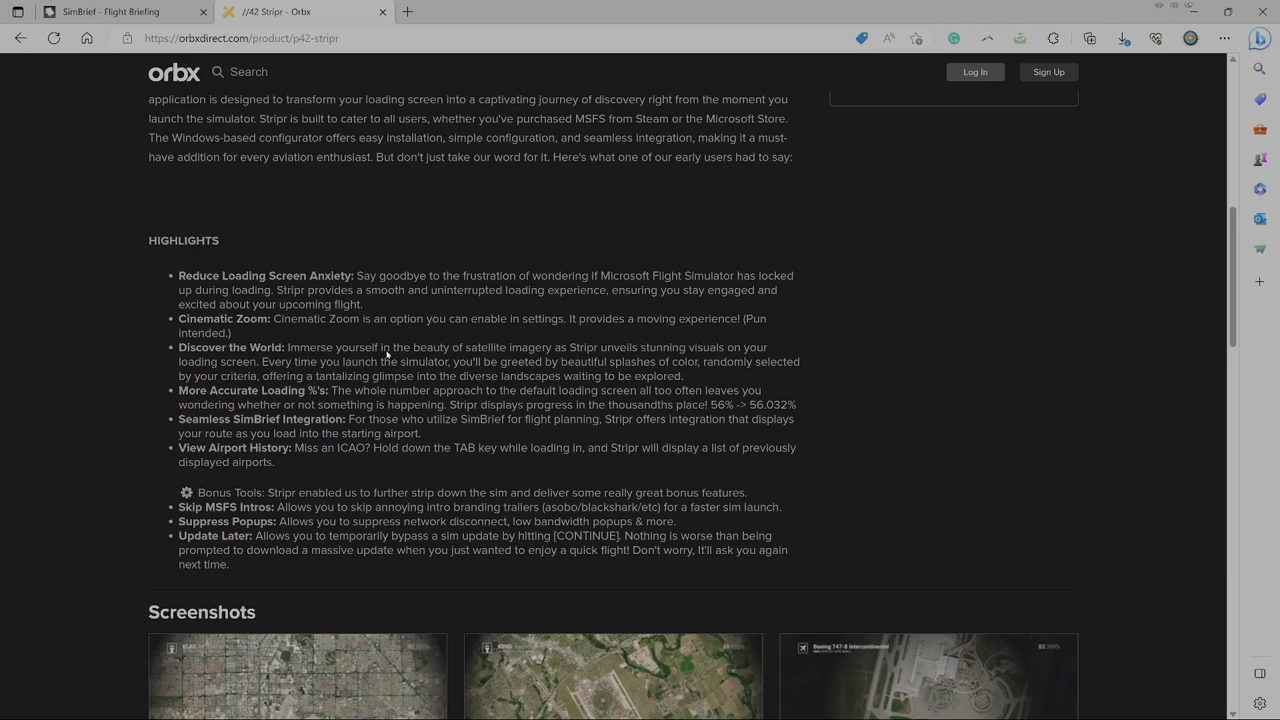 SimBrief - Flight Briefing
//42 Stripr - Orbx
https://orbxdirect.com/product/p42-stripr
orbx
Search
Log In
Sign Up
application is designed to transform your loading screen into a captivating journey of discovery right from the moment you
launch the simulator. Stripr is built to cater to all users, whether you've purchased MSFS from Steam or the Microsoft Store.
The Windows-based configurator offers easy installation, simple configuration, and seamless integration, making it a must-
have addition for every aviation enthusiast. But don't just take our word for it. Here's what one of our early users had to say:
HIGHLIGHTS
• Reduce Loading Screen Anxiety: Say goodbye to the frustration of wondering if Microsoft Flight Simulator has locked
up during loading. Stripr provides a smooth and uninterrupted loading experience, ensuring you stay engaged and
excited about your upcoming flight.
• Cinematic Zoom: Cinematic Zoom is an option you can enable in settings. It provides a moving experience! (Pun
intended.)
• Discover the World: Immerse yourself in the beauty of satellite imagery as Stripr unveils stunning visuals on your
loading screen. Every time you launch the simulator, you'll be greeted by beautiful splashes of color, randomly selected
by your criteria, offering a tantalizing glimpse into the diverse landscapes waiting to be explored.
• More Accurate Loading %'s: The whole number approach to the default loading screen all too often leaves you
wondering whether or not something is happening. Stripr displays progress in the thousandths place! 56% -> 56.032%
• Seamless SimBrief Integration: For those who utilize SimBrief for flight planning, Stripr offers integration that displays
your route as you load into the starting airport.
• View Airport History: Miss an ICAO? Hold down the TAB key while loading in, and Stripr will display a list of previously
displayed airports.
Bonus Tools: Stripr enabled us to further strip down the sim and deliver some really great bonus features.
• Skip MSFS Intros: Allows you to skip annoying intro branding trailers (asobo/blackshark/etc) for a faster sim launch.
• Suppress Popups: Allows you to suppress network disconnect, low bandwidth popups & more.
• Update Later: Allows you to temporarily bypass a sim update by hitting [CONTINUE]. Nothing is worse than being
prompted to download a massive update when you just wanted to enjoy a quick flight! Don't worry, It'll ask you again
next time.
Screenshots
Boeing 747-8 Intercontinental